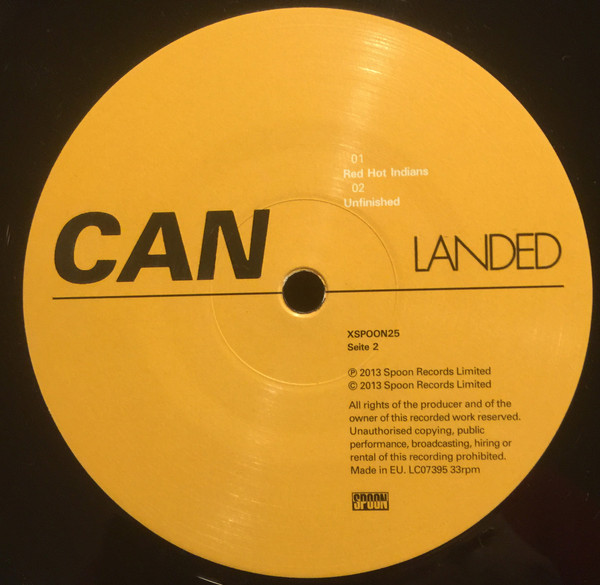 01
Red Hot Indians
02
Unfinished
CAN
LANDED
XSPOON25
Seite 2
℗ 2013 Spoon Records Limited
© 2013 Spoon Records Limited
All rights of the producer and of the
owner of this recorded work reserved.
Unauthorised copying, public
performance, broadcasting, hiring or
rental of this recording prohibited.
Made in EU. LC07395 33rpm
SPOON